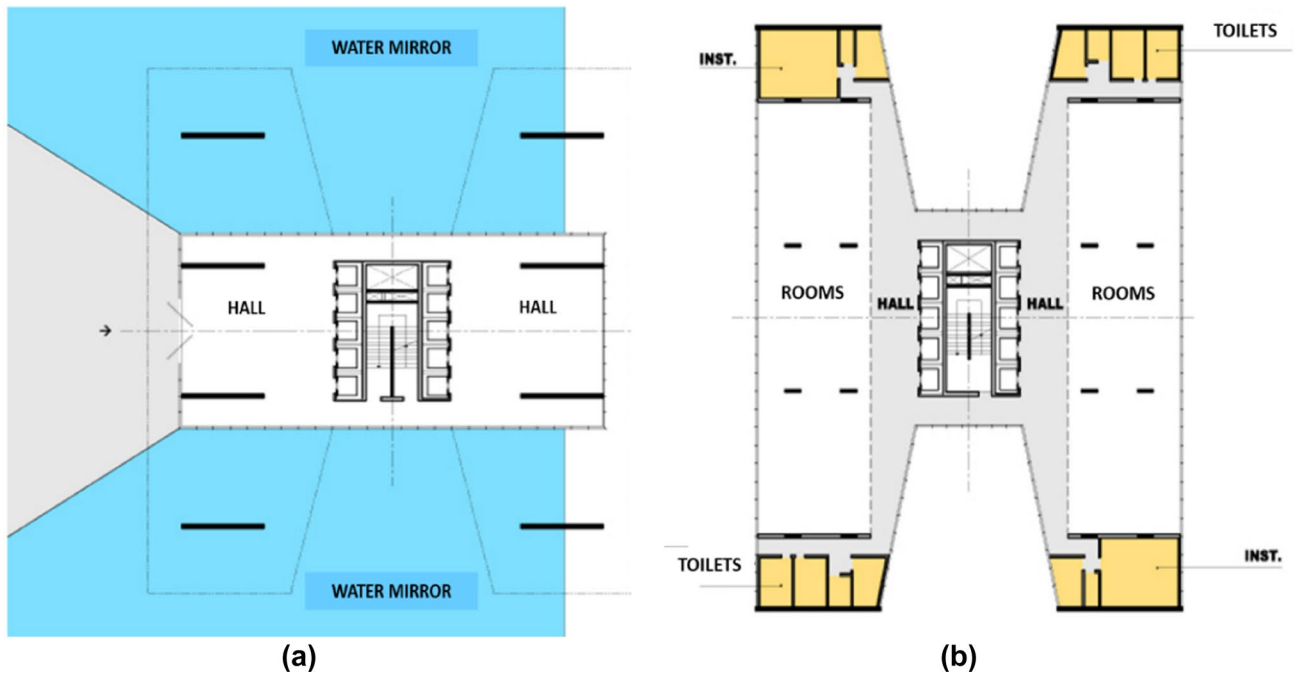 WATER MIRROR
HALL
HALL
WATER MIRROR
(a)
TOILETS
INST.
ROOMS
HALL
HALL
ROOMS
TOILETS
INST.
(b)